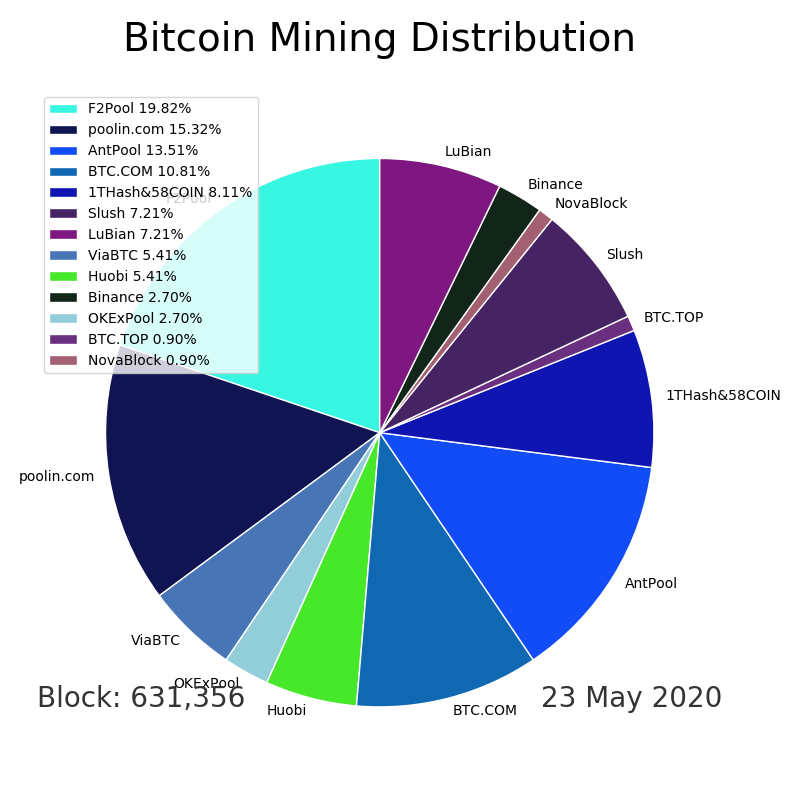 Bitcoin Mining Distribution
F2Pool 19.82%
poolin.com 15.32%
AntPool 13.51%
BTC.COM 10.81%
1THash&58COIN 8.11%
Slush 7.21%
LuBian 7.21%
ViaBTC 5.41%
Huobi 5.41%
Binance 2.70%
OKExPool 2.70%
BTC.TOP 0.90%
NovaBlock 0.90%
F2Pool
LuBian
Binance
NovaBlock
Slush
BTC.TOP
1THash&58COIN
AntPool
BTC.COM
Huobi
OKExPool
ViaBTC
poolin.com
Block: 631,356
23 May 2020